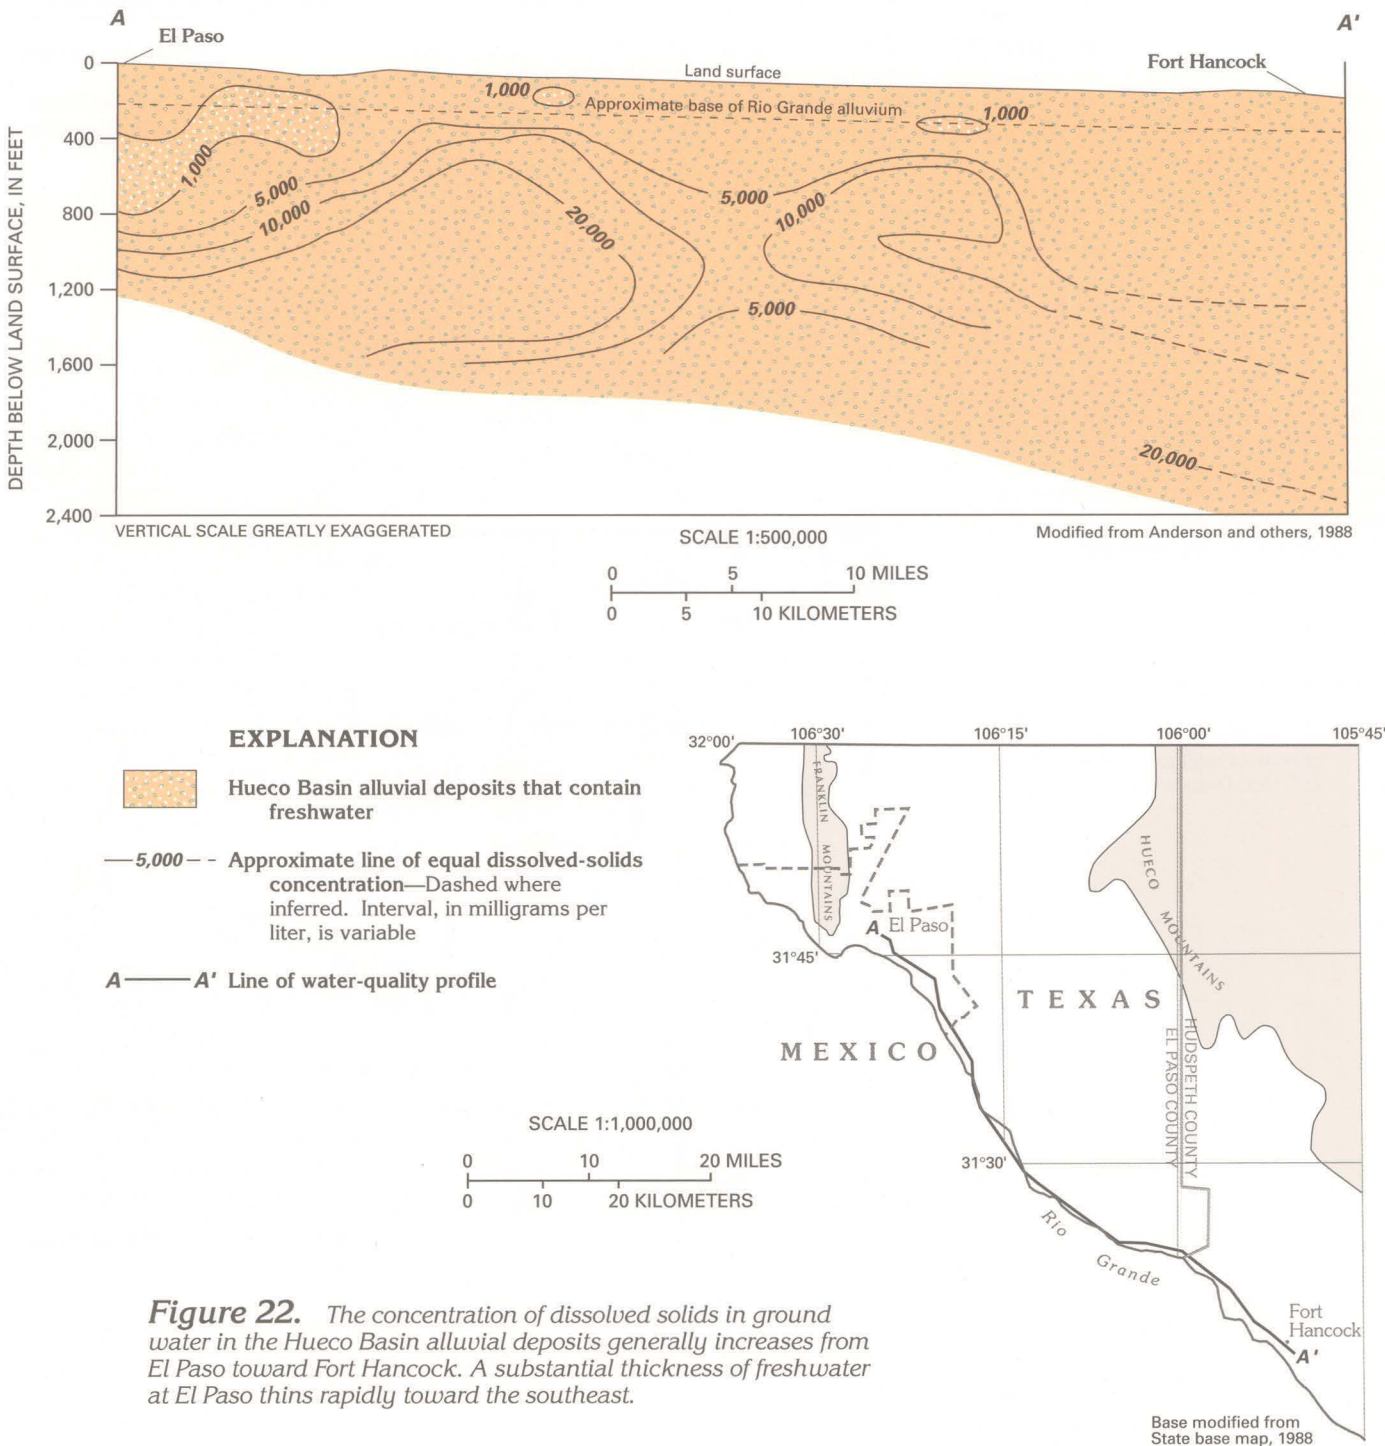 A
A'
El Paso
Fort Hancock
Land surface
0
400
800
1,200
1,600
2,000
2,400
DEPTH BELOW LAND SURFACE, IN FEET
1,000
Approximate base of Rio Grande alluvium
1,000
1,000
5,000
10,000
20,000
5,000
10,000
5,000
20,000
VERTICAL SCALE GREATLY EXAGGERATED
SCALE 1:500,000
Modified from Anderson and others, 1988
0 5 10 MILES
0 5 10 KILOMETERS
EXPLANATION
Hueco Basin alluvial deposits that contain
freshwater
5,000
Approximate line of equal dissolved-solids
concentration—Dashed where
inferred. Interval, in milligrams per
liter, is variable
A A' Line of water-quality profile
SCALE 1:1,000,000
0 10 20 MILES
0 10 20 KILOMETERS
32°00'
106°30'
106°15'
106°00'
105°45'
FRANKLIN
MOUNTAINS
HUECO
MOUNTAINS
A
El Paso
31°45'
TEXAS
MEXICO
HUDSPETH COUNTY
EL PASO COUNTY
31°30'
Rio
Grande
Fort
Hancock
A'
Base modified from
State base map, 1988
Figure 22. The concentration of dissolved solids in ground
water in the Hueco Basin alluvial deposits generally increases from
El Paso toward Fort Hancock. A substantial thickness of freshwater
at El Paso thins rapidly toward the southeast.